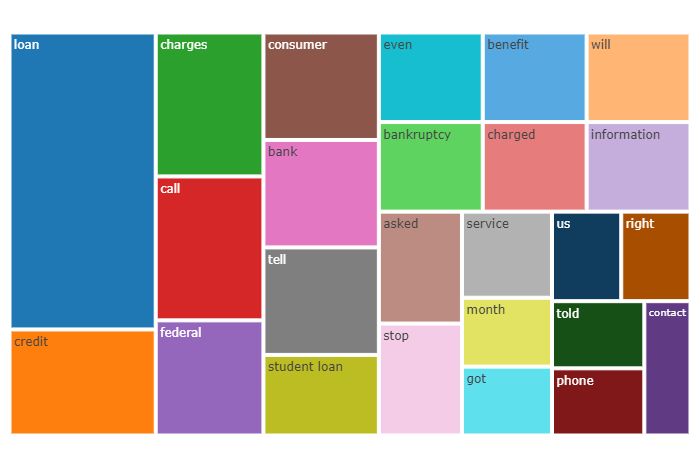 loan
charges
consumer
even
benefit
will
bank
bankruptcy
charged
information
call
asked
service
us
right
tell
month
told
contact
federal
stop
credit
student loan
got
phone